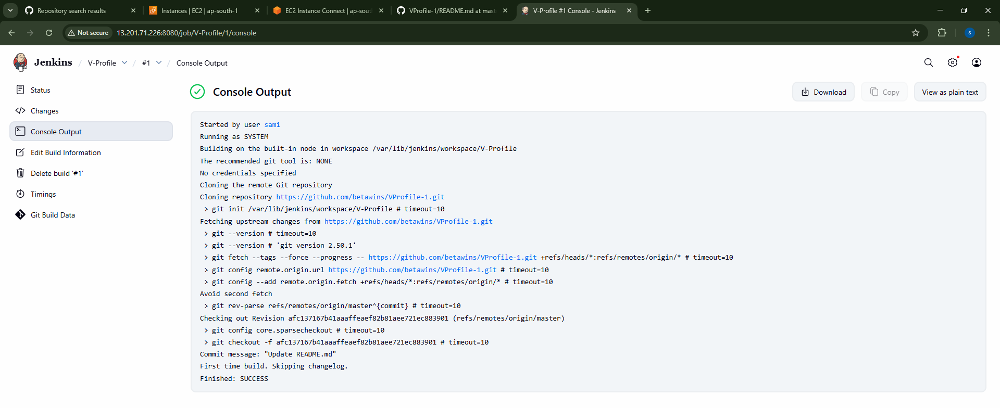 Repository search results
Instances | EC2 | ap-south-1
EC2 Instance Connect | ap-sout
VProfile-1/README.md at mast
V-Profile #1 Console - Jenkins
Not secure
13.201.71.226:8080/job/V-Profile/1/console
S
Jenkins / V-Profile / #1 / Console Output
Status
Changes
Console Output
Edit Build Information
Delete build ‘#1’
Timings
Git Build Data
Console Output
Download
Copy
View as plain text
Started by user sami
Running as SYSTEM
Building on the built-in node in workspace /var/lib/jenkins/workspace/V-Profile
The recommended git tool is: NONE
No credentials specified
Cloning the remote Git repository
Cloning repository https://github.com/betawins/VProfile-1.git
> git init /var/lib/jenkins/workspace/V-Profile # timeout=10
Fetching upstream changes from https://github.com/betawins/VProfile-1.git
> git --version # timeout=10
> git --version # 'git version 2.50.1'
> git fetch --tags --force --progress -- https://github.com/betawins/VProfile-1.git +refs/heads/*:refs/remotes/origin/* # timeout=10
> git config remote.origin.url https://github.com/betawins/VProfile-1.git # timeout=10
> git config --add remote.origin.fetch +refs/heads/*:refs/remotes/origin/* # timeout=10
Avoid second fetch
> git rev-parse refs/remotes/origin/master^{commit} # timeout=10
Checking out Revision afc137167b41aaaffeaef82b81aee721ec883901 (refs/remotes/origin/master)
> git config core.sparsecheckout # timeout=10
> git checkout -f afc137167b41aaaffeaef82b81aee721ec883901 # timeout=10
Commit message: "Update README.md"
First time build. Skipping changelog.
Finished: SUCCESS